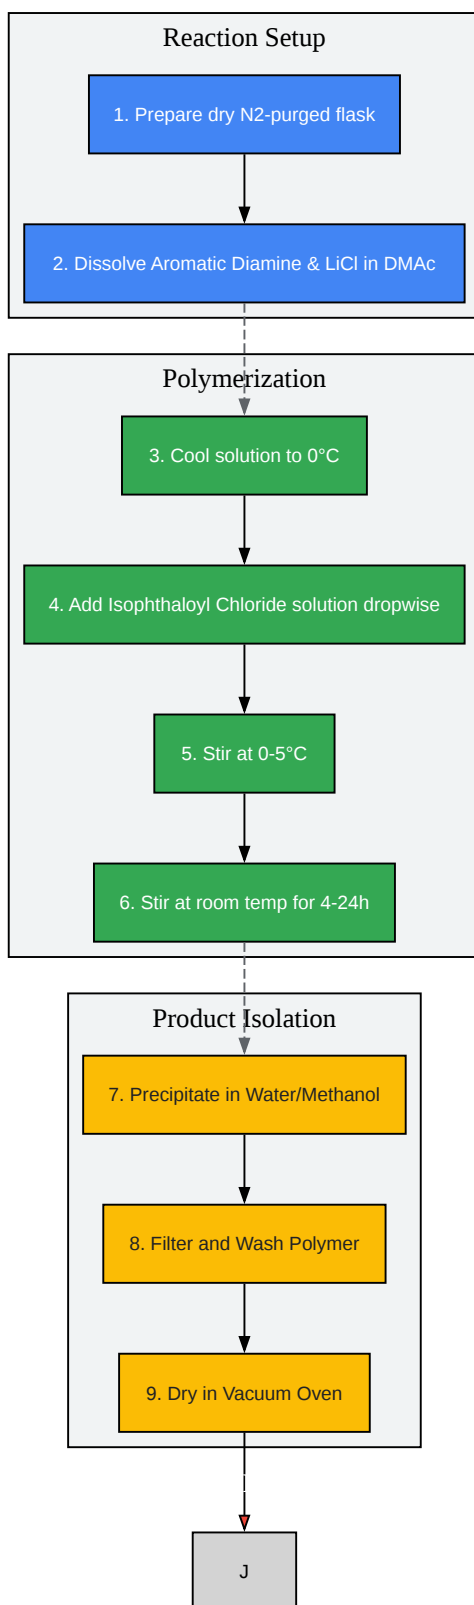 Reaction Setup
1. Prepare dry N2-purged flask
2. Dissolve Aromatic Diamine & LiCl in DMAc
Polymerization
3. Cool solution to 0°C
4. Add Isophthaloyl Chloride solution dropwise
5. Stir at 0-5°C
6. Stir at room temp for 4-24h
Product Isolation
7. Precipitate in Water/Methanol
8. Filter and Wash Polymer
9. Dry in Vacuum Oven
J